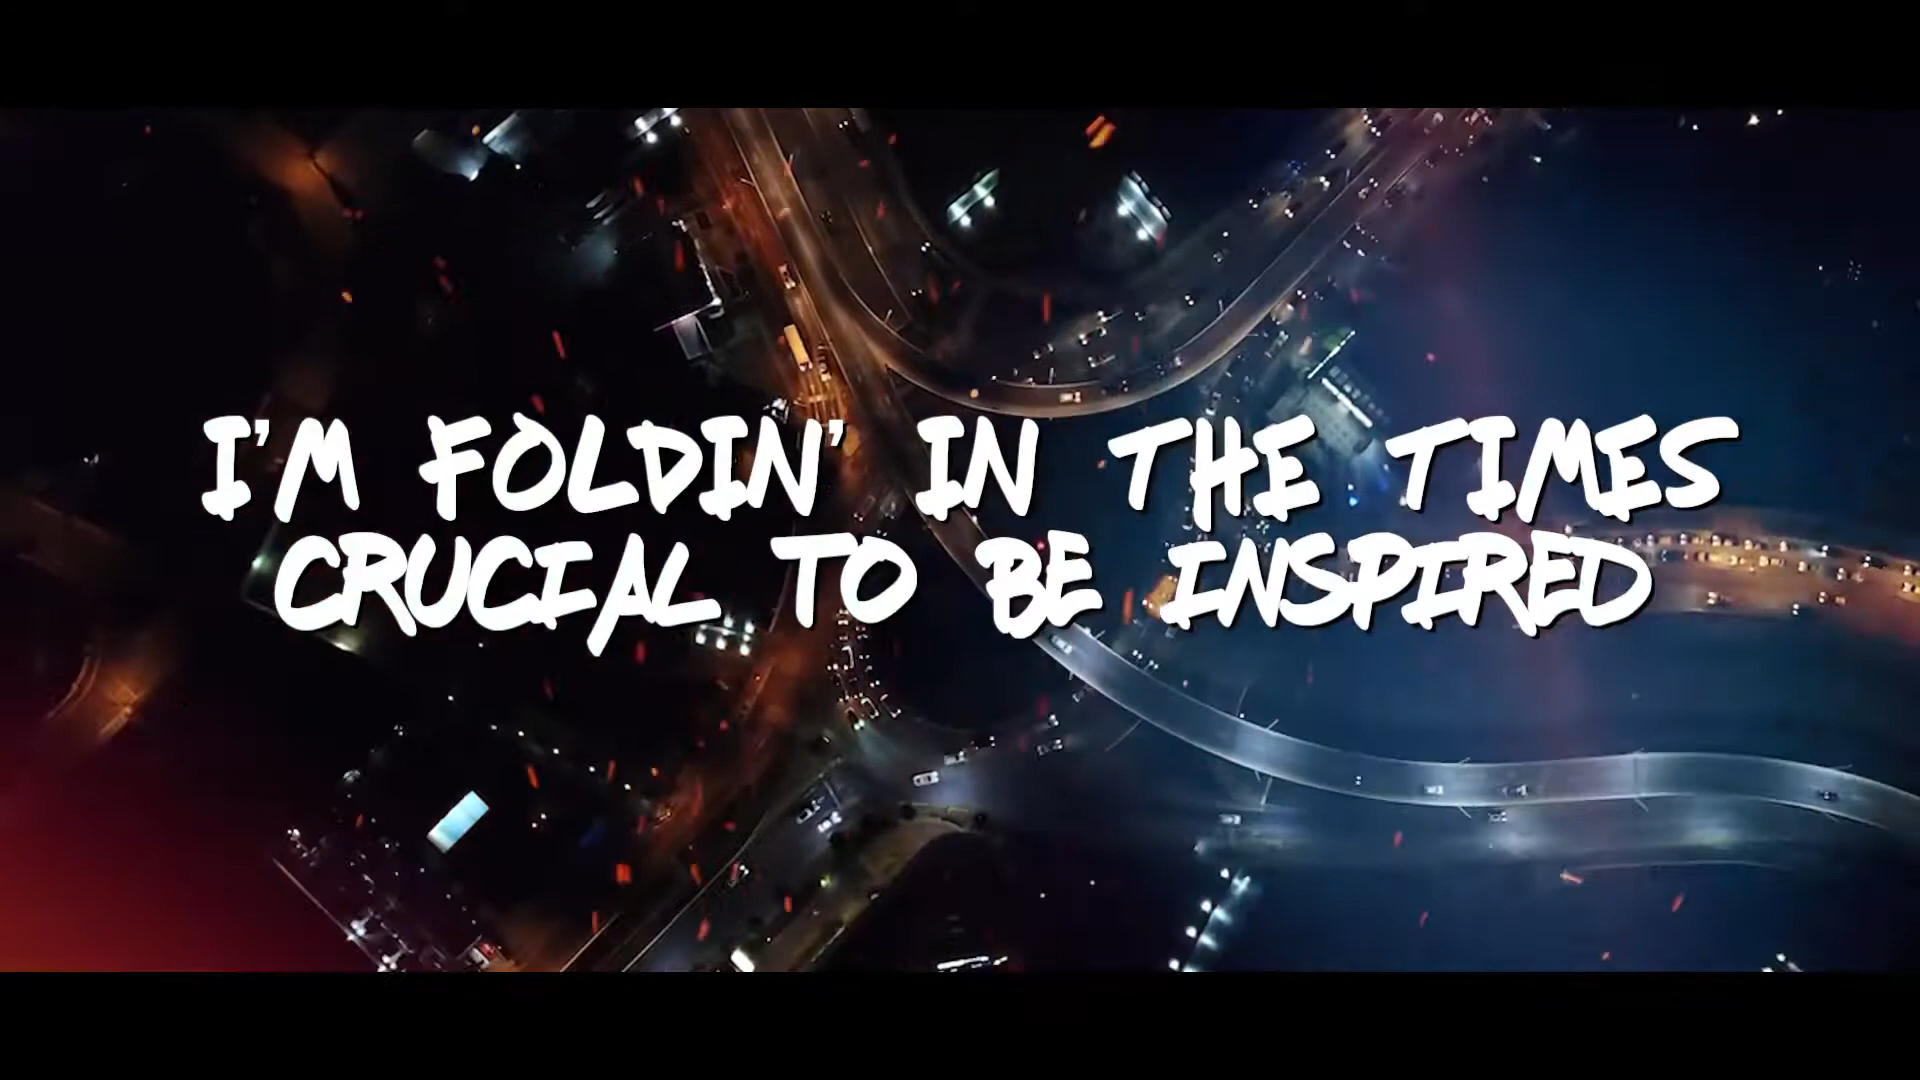 I'M FOLDIN' IN THE TIMES
CRUCIAL TO BE INSPIRED